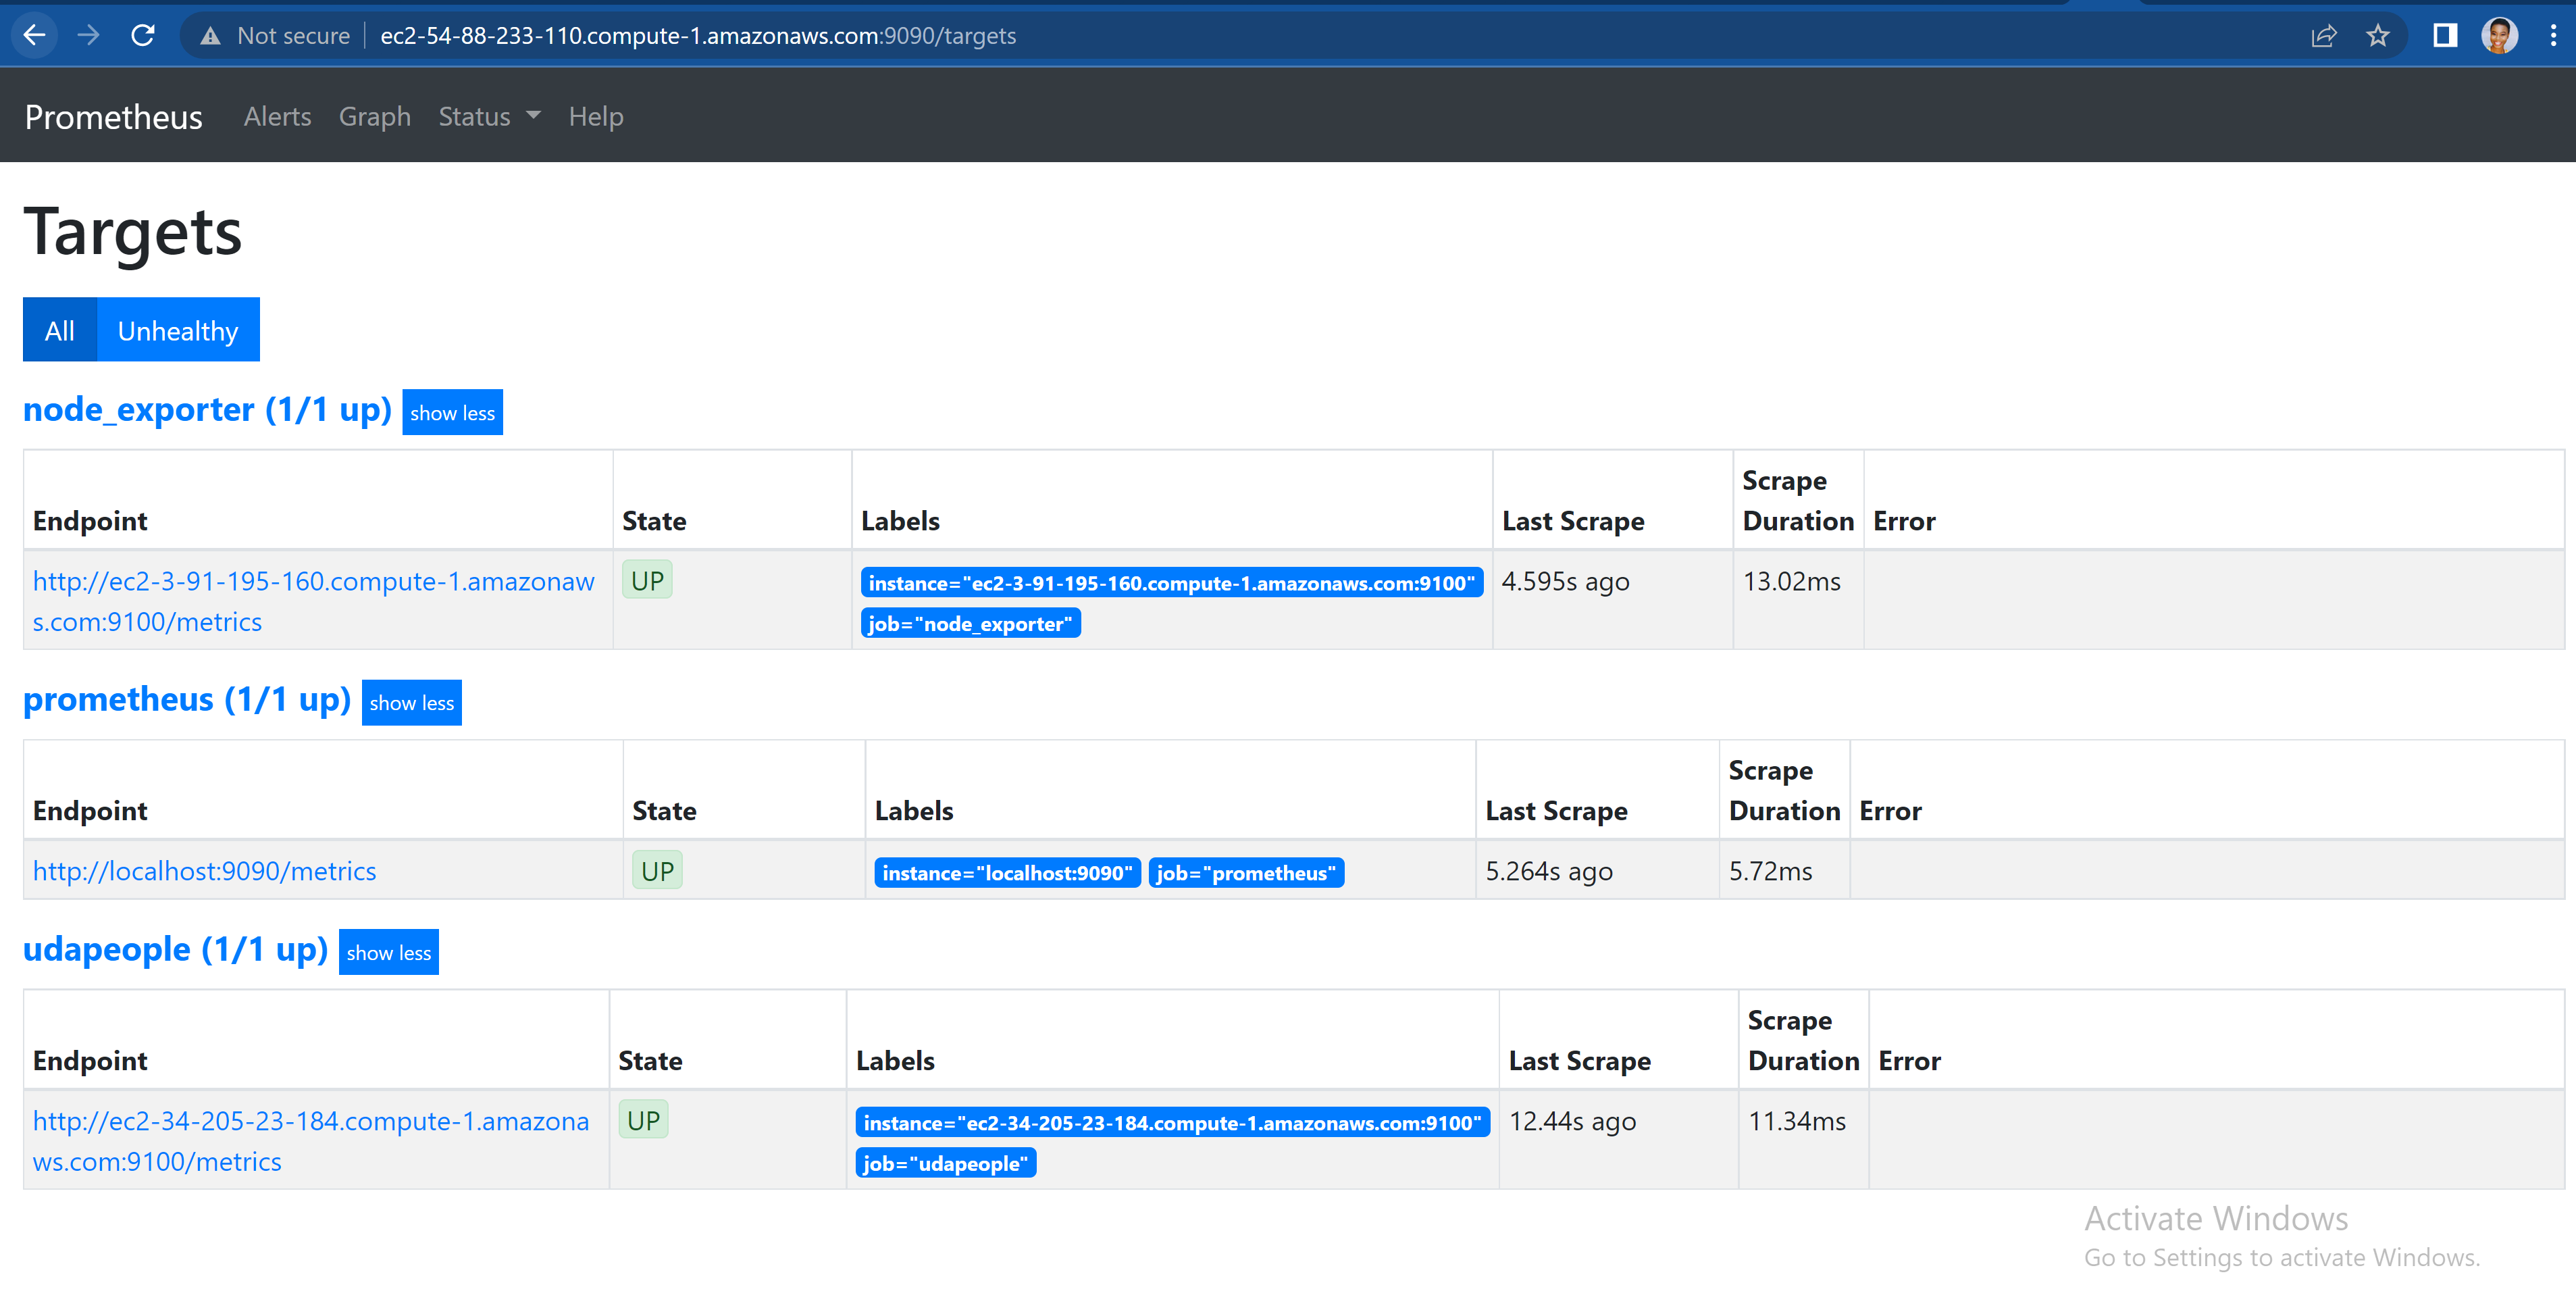 Not secure ec2-54-88-233-110.compute-1.amazonaws.com:9090/targets
Prometheus Alerts Graph Status Help
Targets
All Unhealthy
node_exporter (1/1 up) show less
Endpoint State Labels Last Scrape Scrape Duration Error
http://ec2-3-91-195-160.compute-1.amazonaw
s.com:9100/metrics
UP
instance="ec2-3-91-195-160.compute-1.amazonaws.com:9100"
job="node_exporter"
4.595s ago
13.02ms
prometheus (1/1 up) show less
Endpoint State Labels Last Scrape Scrape Duration Error
http://localhost:9090/metrics UP instance="localhost:9090" job="prometheus" 5.264s ago 5.72ms
udapeople (1/1 up) show less
Endpoint State Labels Last Scrape Scrape Duration Error
http://ec2-34-205-23-184.compute-1.amazona
ws.com:9100/metrics
UP
instance="ec2-34-205-23-184.compute-1.amazonaws.com:9100"
job="udapeople"
12.44s ago
11.34ms
Activate Windows
Go to Settings to activate Windows.